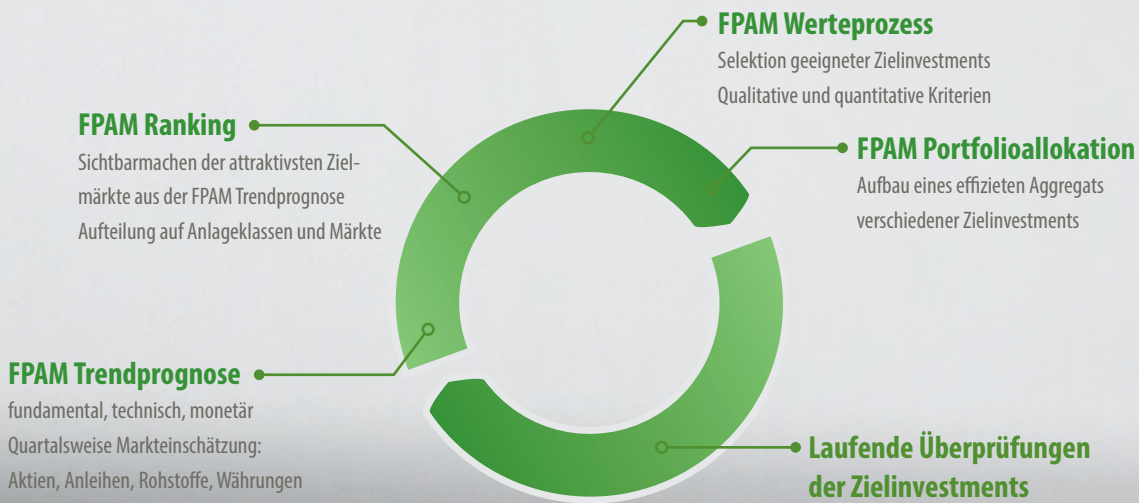 FPAM Werteprozess
Selektion geeigneter Zielinvestments
Qualitative und quantitative Kriterien
FPAM Ranking
Sichtbarmachen der attraktivsten Ziel-
märkte aus der FPAM Trendprognose
Aufteilung auf Anlageklassen und Märkte
FPAM Portfolioallokation
Aufbau eines effizieten Aggregats
verschiedener Zielinvestments
FPAM Trendprognose
fundamental, technisch, monetär
Quartalsweise Markteinschätzung:
Aktien, Anleihen, Rohstoffe, Währungen
Laufende Überprüfungen
der Zielinvestments